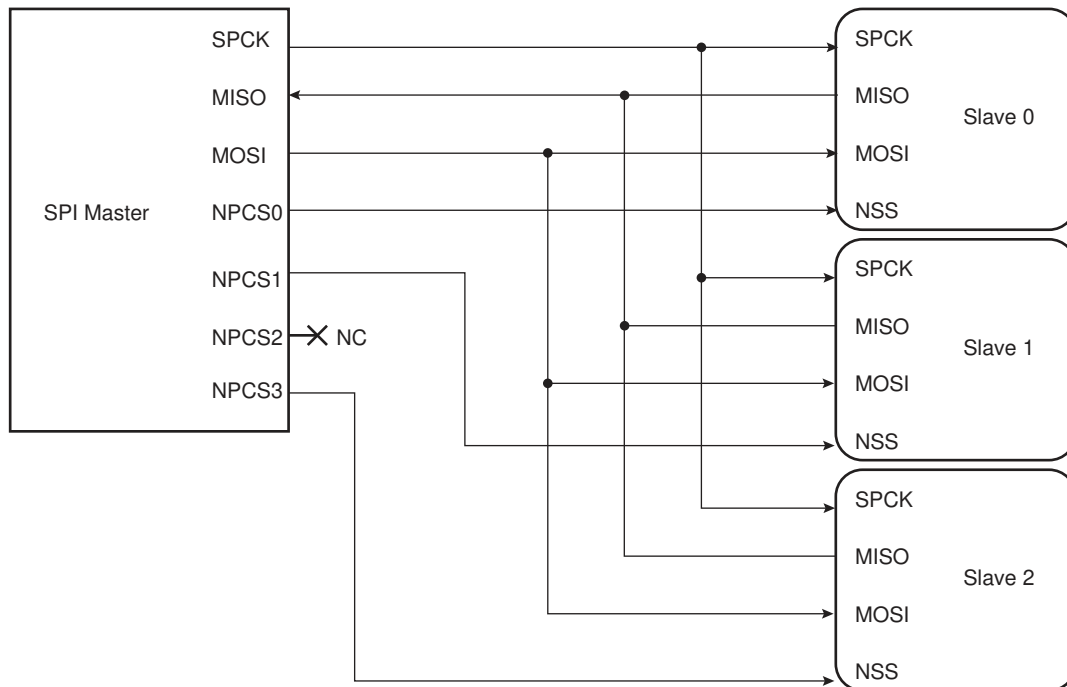 SPCK
MISO
MOSI
SPI Master
NPCS0
NPCS1
NPCS2
NC
NPCS3
SPCK
MISO
Slave 0
MOSI
NSS
SPCK
MISO
Slave 1
MOSI
NSS
SPCK
MISO
Slave 2
MOSI
NSS